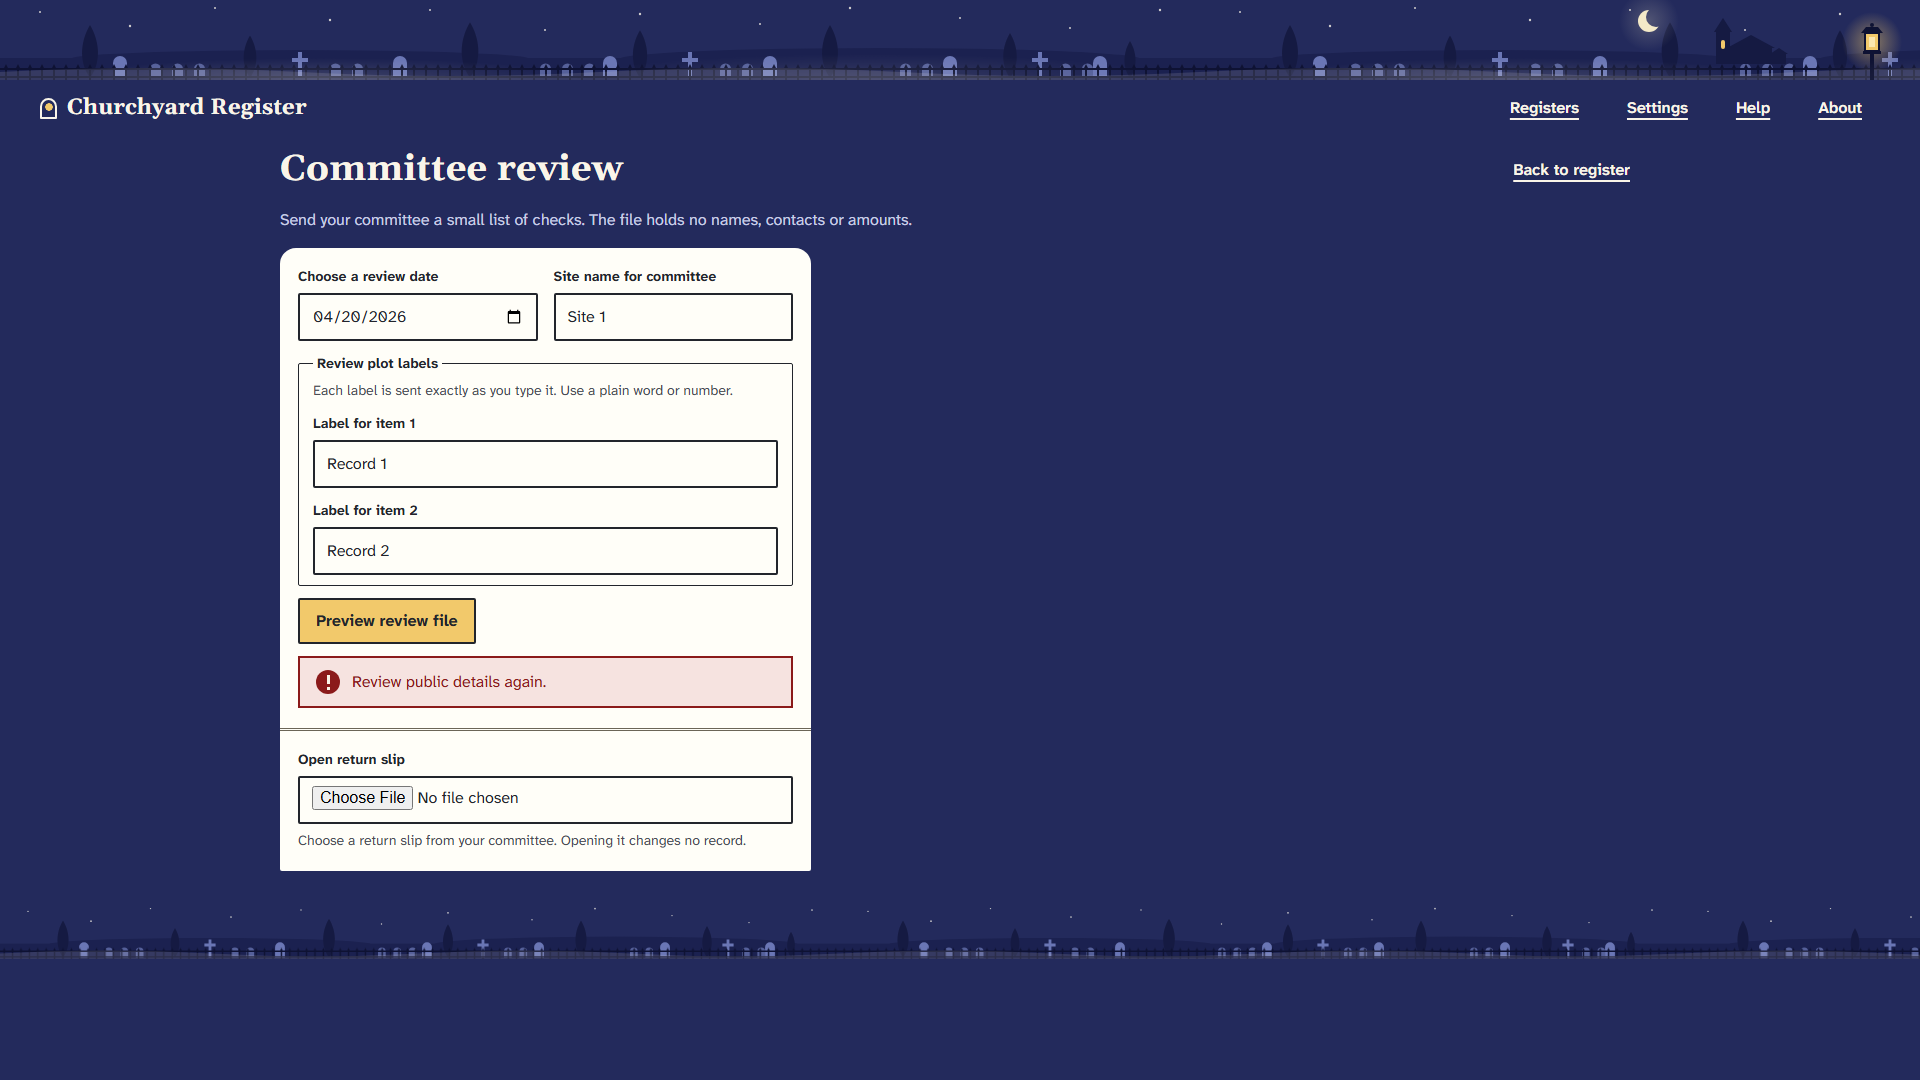 Churchyard Register
Registers
Settings
Help
About
Committee review
Back to register
Send your committee a small list of checks. The file holds no names, contacts or amounts.
Choose a review date
Site name for committee
04/20/2026
Site 1
Review plot labels
Each label is sent exactly as you type it. Use a plain word or number.
Label for item 1
Record 1
Label for item 2
Record 2
Preview review file
Review public details again.
Open return slip
Choose File No file chosen
Choose a return slip from your committee. Opening it changes no record.